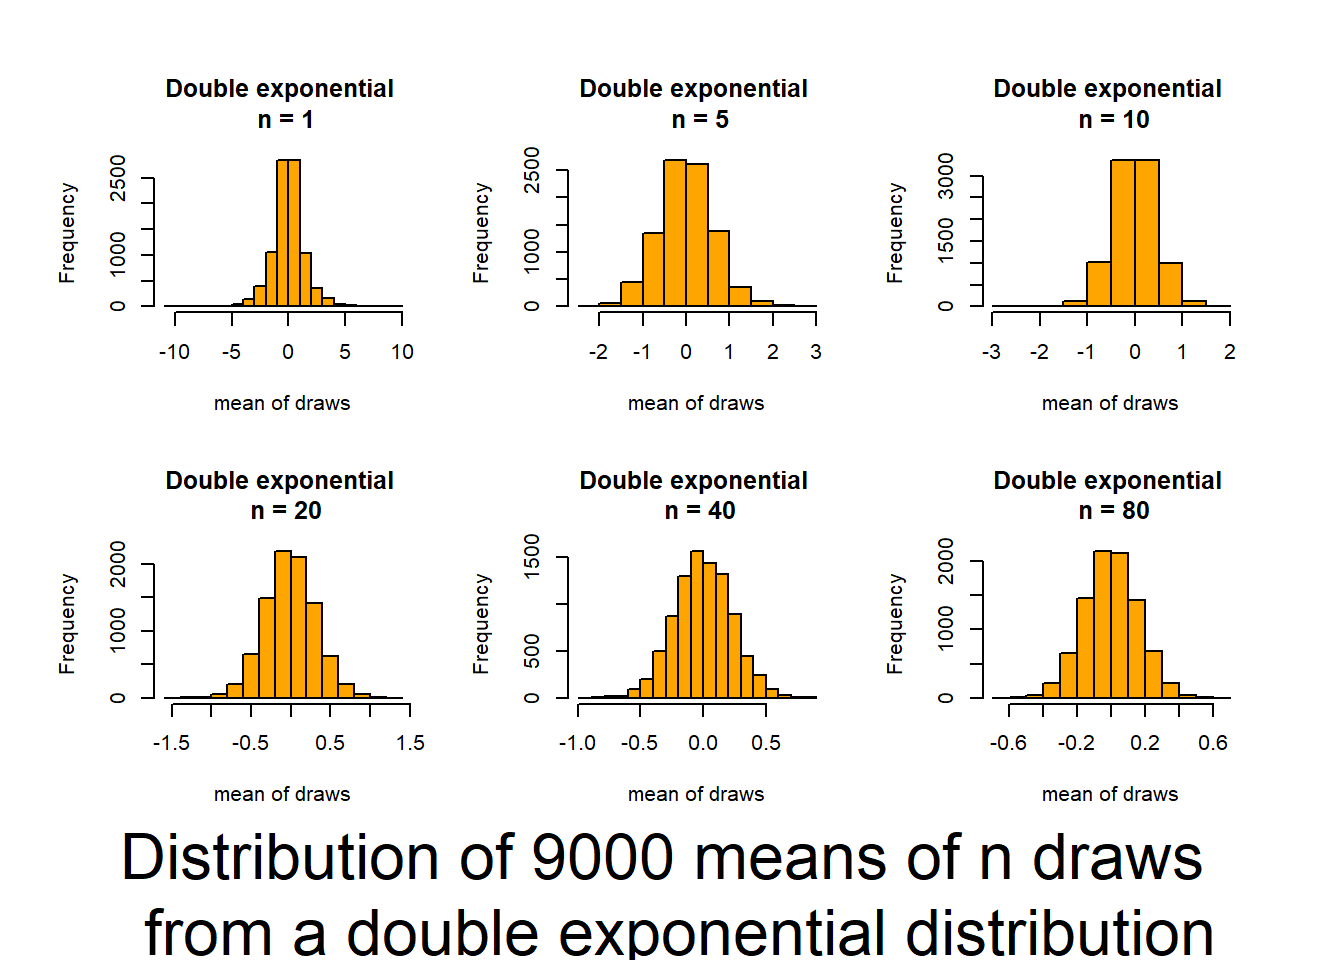 Double exponential
n = 1
Frequency
0 1000 2500
-10 -5 0 5 10
mean of draws
Double exponential
n = 5
Frequency
0 1000 2500
-2 -1 0 1 2 3
mean of draws
Double exponential
n = 10
Frequency
0 1500 3000
-3 -2 -1 0 1 2
mean of draws
Double exponential
n = 20
Frequency
0 1000 2000
-1.5 -0.5 0.5 1.5
mean of draws
Double exponential
n = 40
Frequency
0 500 1500
-1.0 -0.5 0.0 0.5
mean of draws
Double exponential
n = 80
Frequency
0 1000 2000
-0.6 -0.2 0.2 0.6
mean of draws
Distribution of 9000 means of n draws
from a double exponential distribution